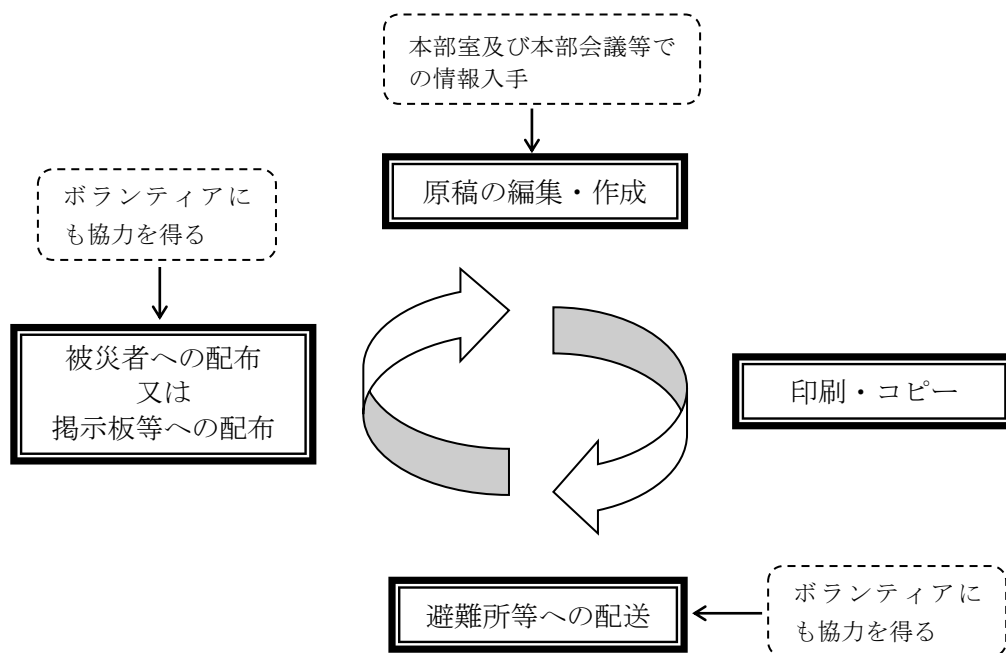 本部室及び本部会議等で
の情報入手
原稿の編集・作成
ボランティアに
も協力を得る
被災者への配布
又は
掲示板等への配布
印刷・コピー
避難所等への配送
ボランティアに
も協力を得る